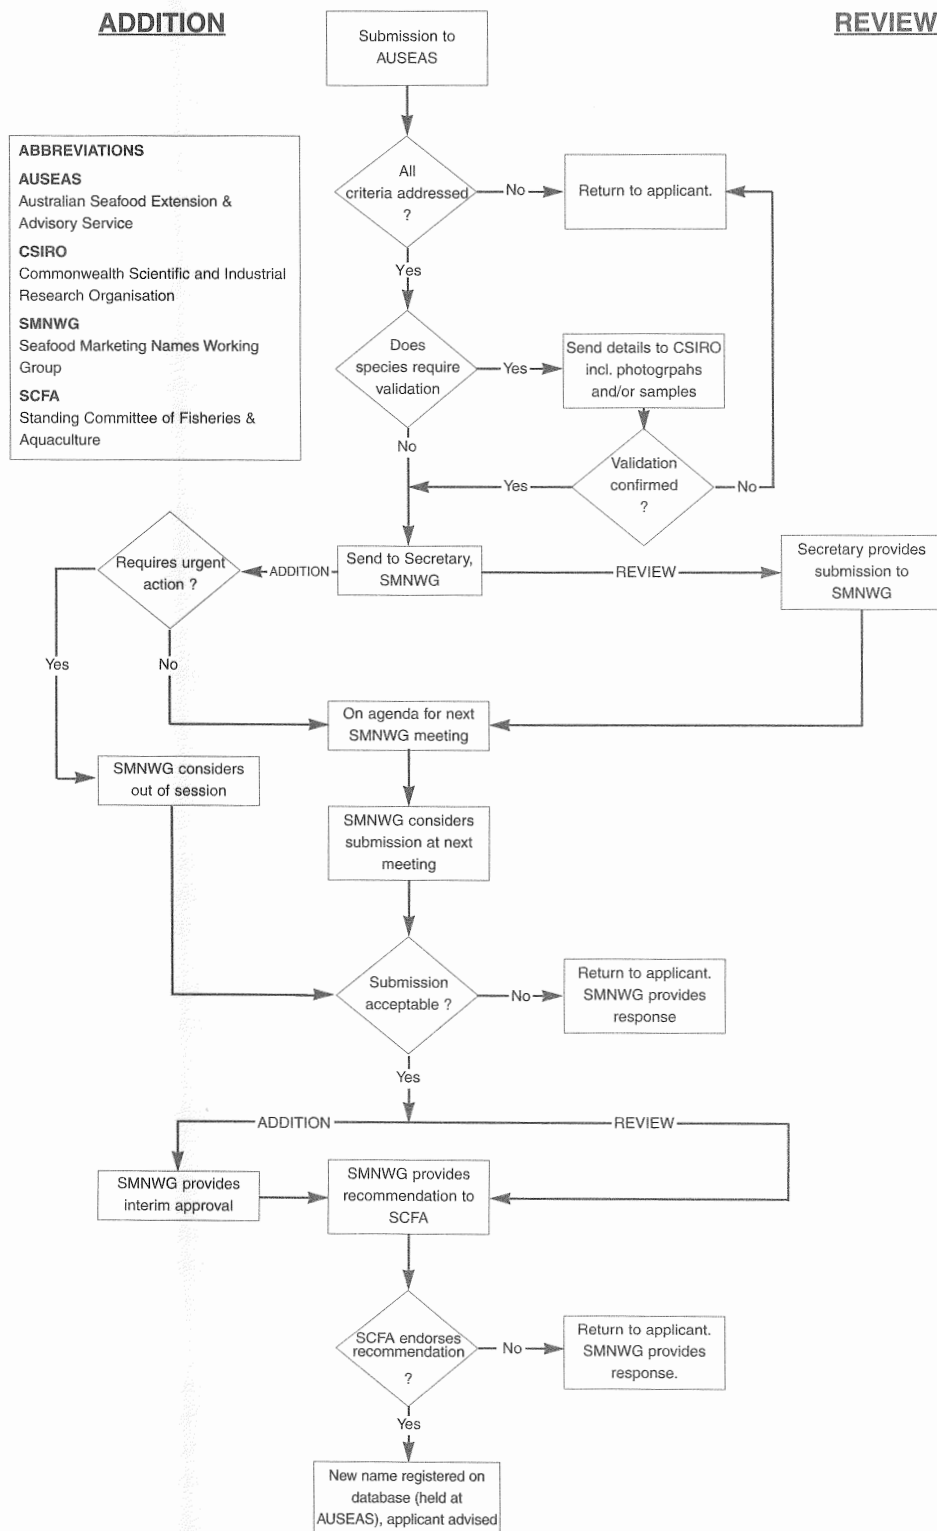 ADDITION
REVIEW
Submission to
AUSEAS
ABBREVIATIONS
AUSEAS
Australian Seafood Extension &
Advisory Service
CSIRO
Commonwealth Scientific and Industrial
Research Organisation
SMNWG
Seafood Marketing Names Working
Group
SCFA
Standing Committee of Fisheries &
Aquaculture
All
criteria addressed
?
No
Return to applicant.
Yes
Does
species require
validation
Yes
Send details to CSIRO
incl. photogrpahs
and/or samples
No
Validation
confirmed
?
Yes
No
Requires urgent
action ?
ADDITION
Send to Secretary,
SMNWG
REVIEW
Secretary provides
submission to
SMNWG
Yes
No
On agenda for next
SMNWG meeting
SMNWG considers
out of session
SMNWG considers
submission at next
meeting
Submission
acceptable ?
No
Return to applicant.
SMNWG provides
response
Yes
ADDITION
REVIEW
SMNWG provides
interim approval
SMNWG provides
recommendation to
SCFA
SCFA endorses
recommendation
?
No
Return to applicant.
SMNWG provides
response.
Yes
New name registered on
database (held at
AUSEAS), applicant advised